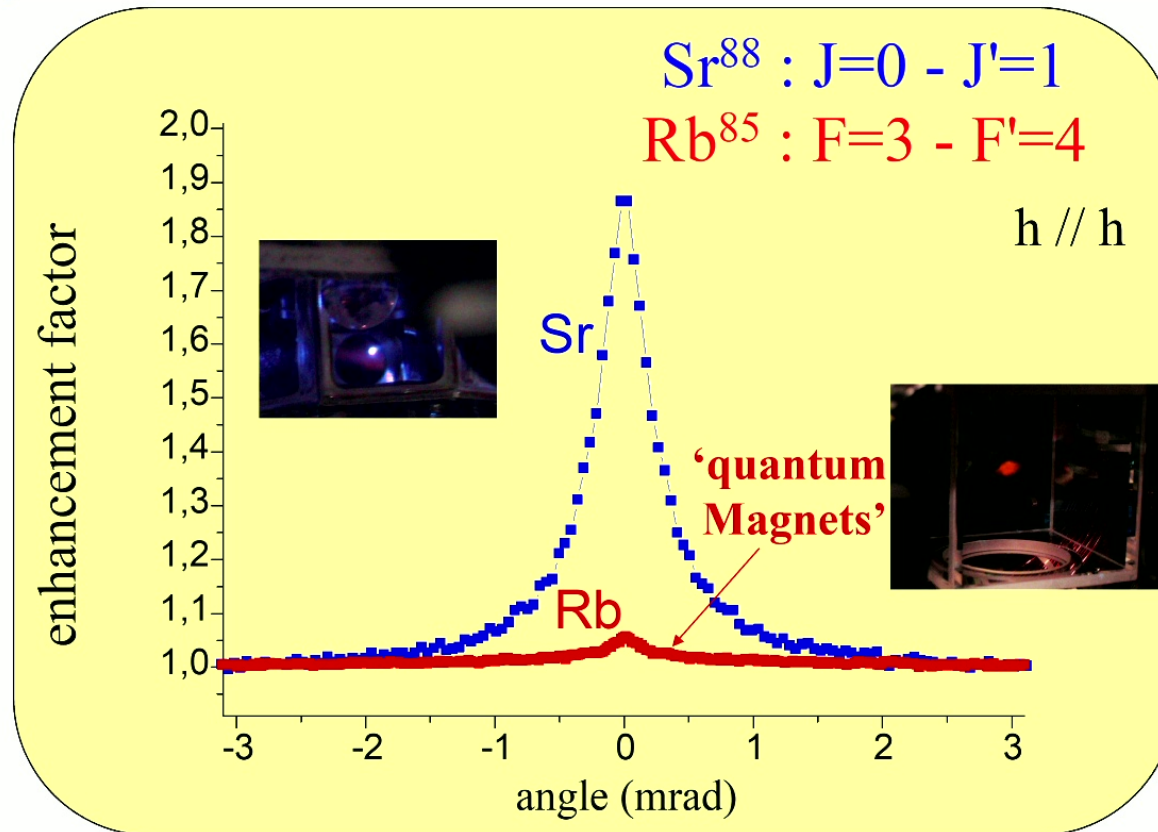 Sr⁸⁸ : J=0 - J'=1
Rb⁸⁵ : F=3 - F'=4
h // h
enhancement factor
2,0
1,9
1,8
1,7
1,6
1,5
1,4
1,3
1,2
1,1
1,0
Sr
‘quantum
Magnets’
Rb
-3 -2 -1 0 1 2 3
angle (mrad)